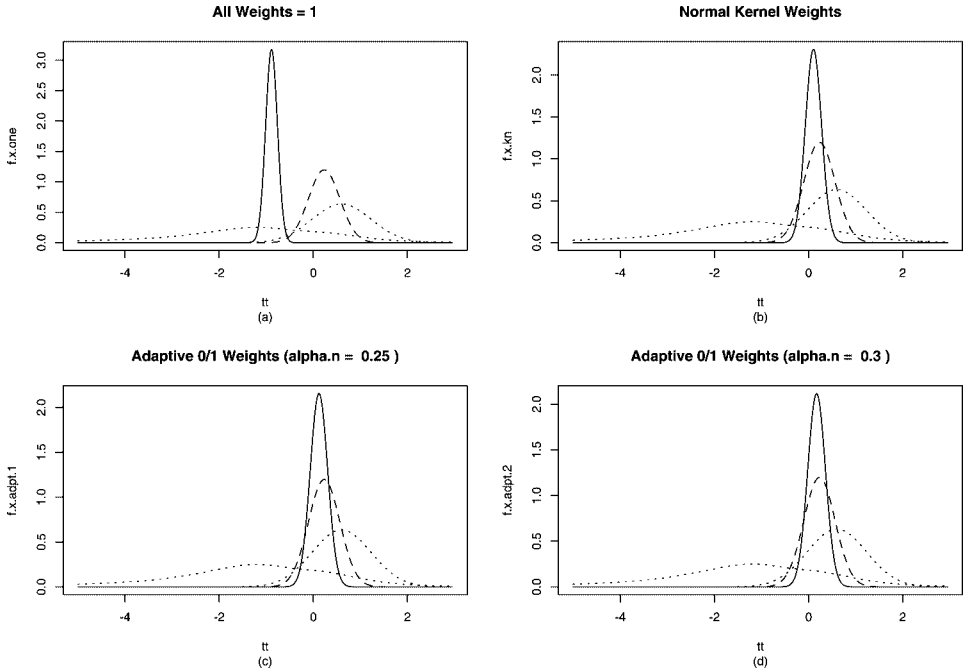 All Weights = 1
f.x.one
0.0 0.5 1.0 1.5 2.0 2.5 3.0
-4 -2 0 2
tt
(a)
Normal Kernel Weights
f.x.kn
0.0 0.5 1.0 1.5 2.0
-4 -2 0 2
tt
(b)
Adaptive 0/1 Weights (alpha.n = 0.25 )
f.x.adpt.1
0.0 0.5 1.0 1.5 2.0
-4 -2 0 2
tt
(c)
Adaptive 0/1 Weights (alpha.n = 0.3 )
f.x.adpt.2
0.0 0.5 1.0 1.5 2.0
-4 -2 0 2
tt
(d)